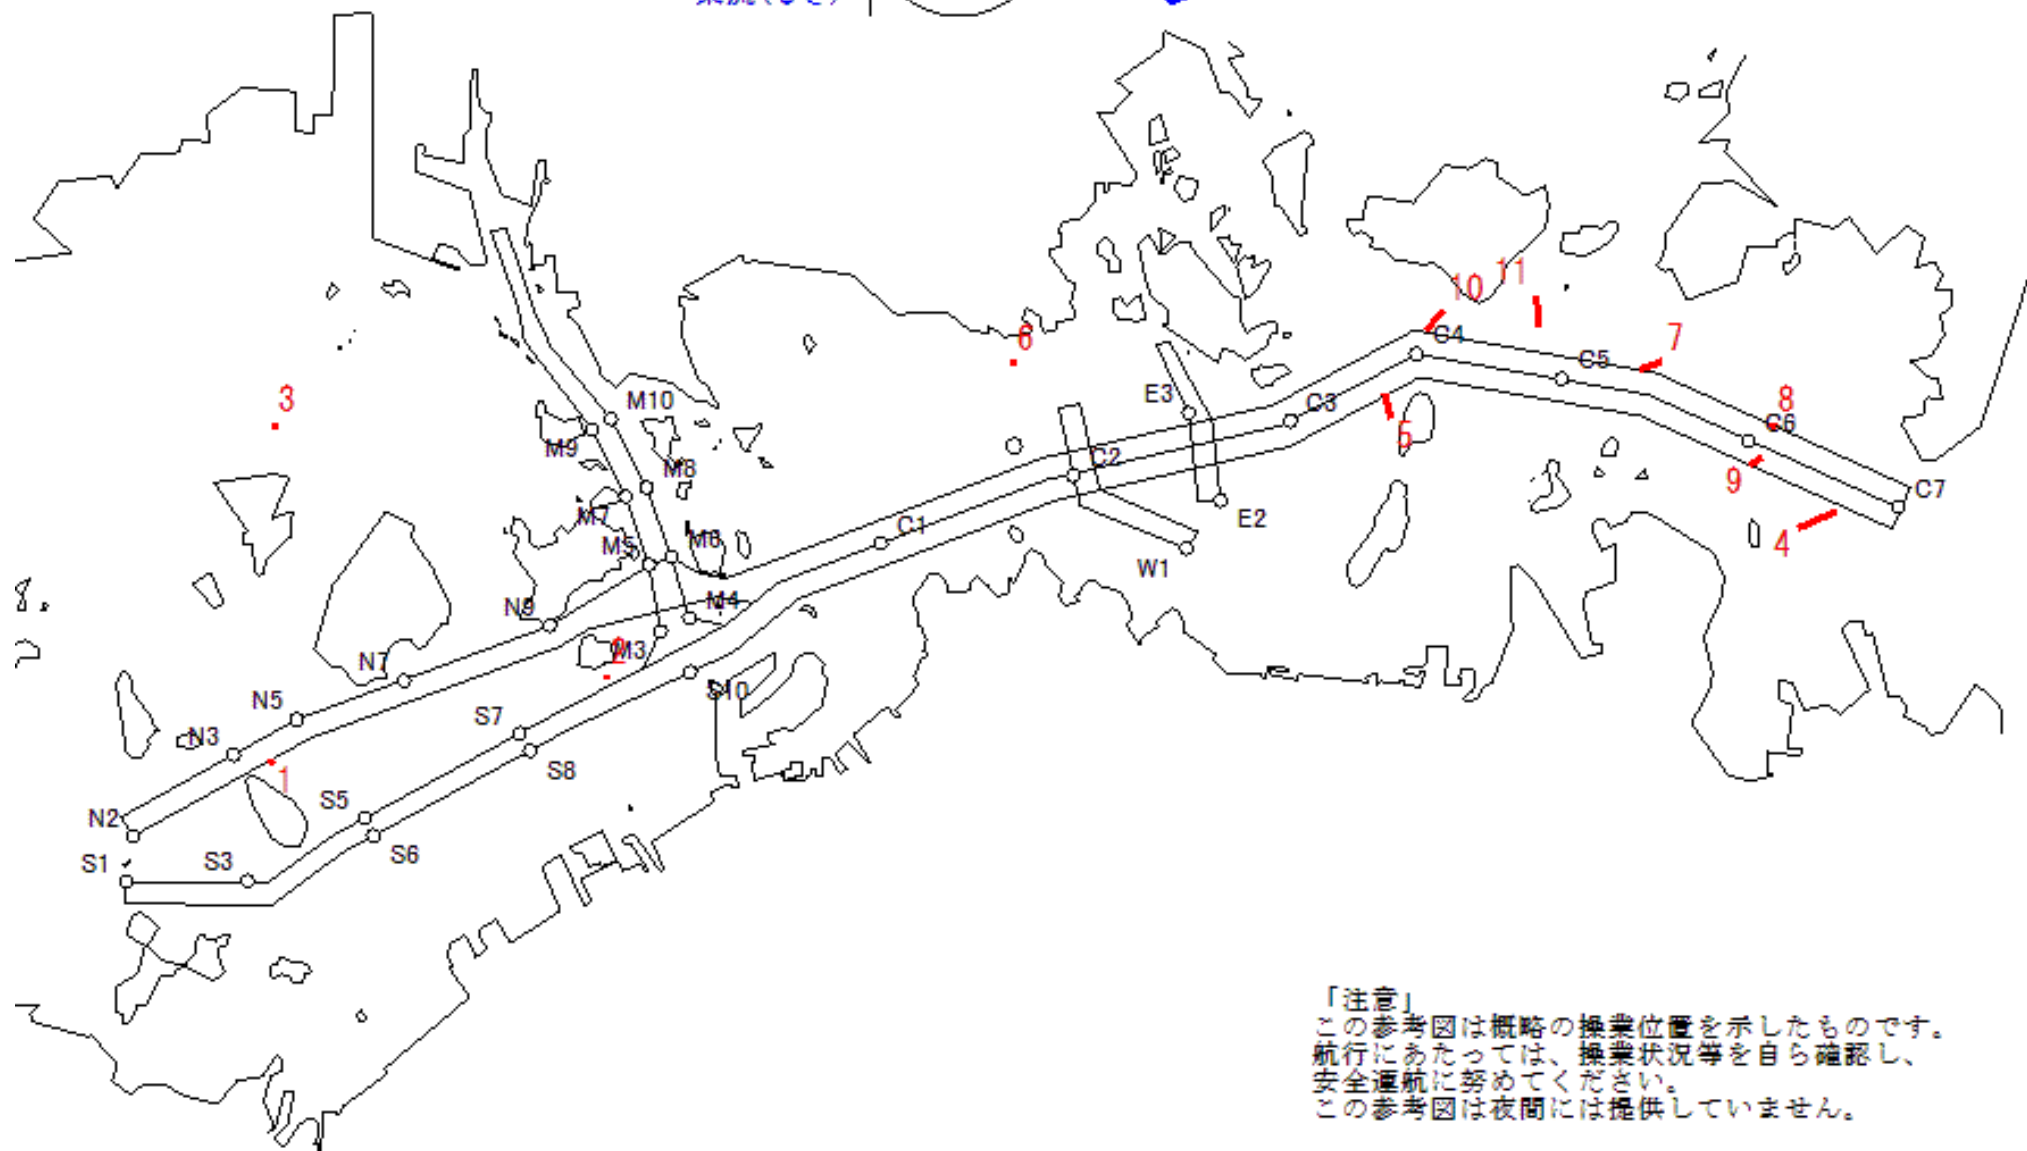 10
11
C4
7
C5
6
M10
E3
C3
8
C6
3
M9
M8
C2
5
9
C7
M7
E2
C1
4
M5
M6
W1
N9
M4
2
M3
N7
S10
N5
S7
N3
1
S8
S5
N2
S6
S1
S3
「注意」
この参考図は概略の操業位置を示したものです。
航行にあたっては、操業状況等を自ら確認し、
安全運航に努めてください。
この参考図は夜間には提供していません。